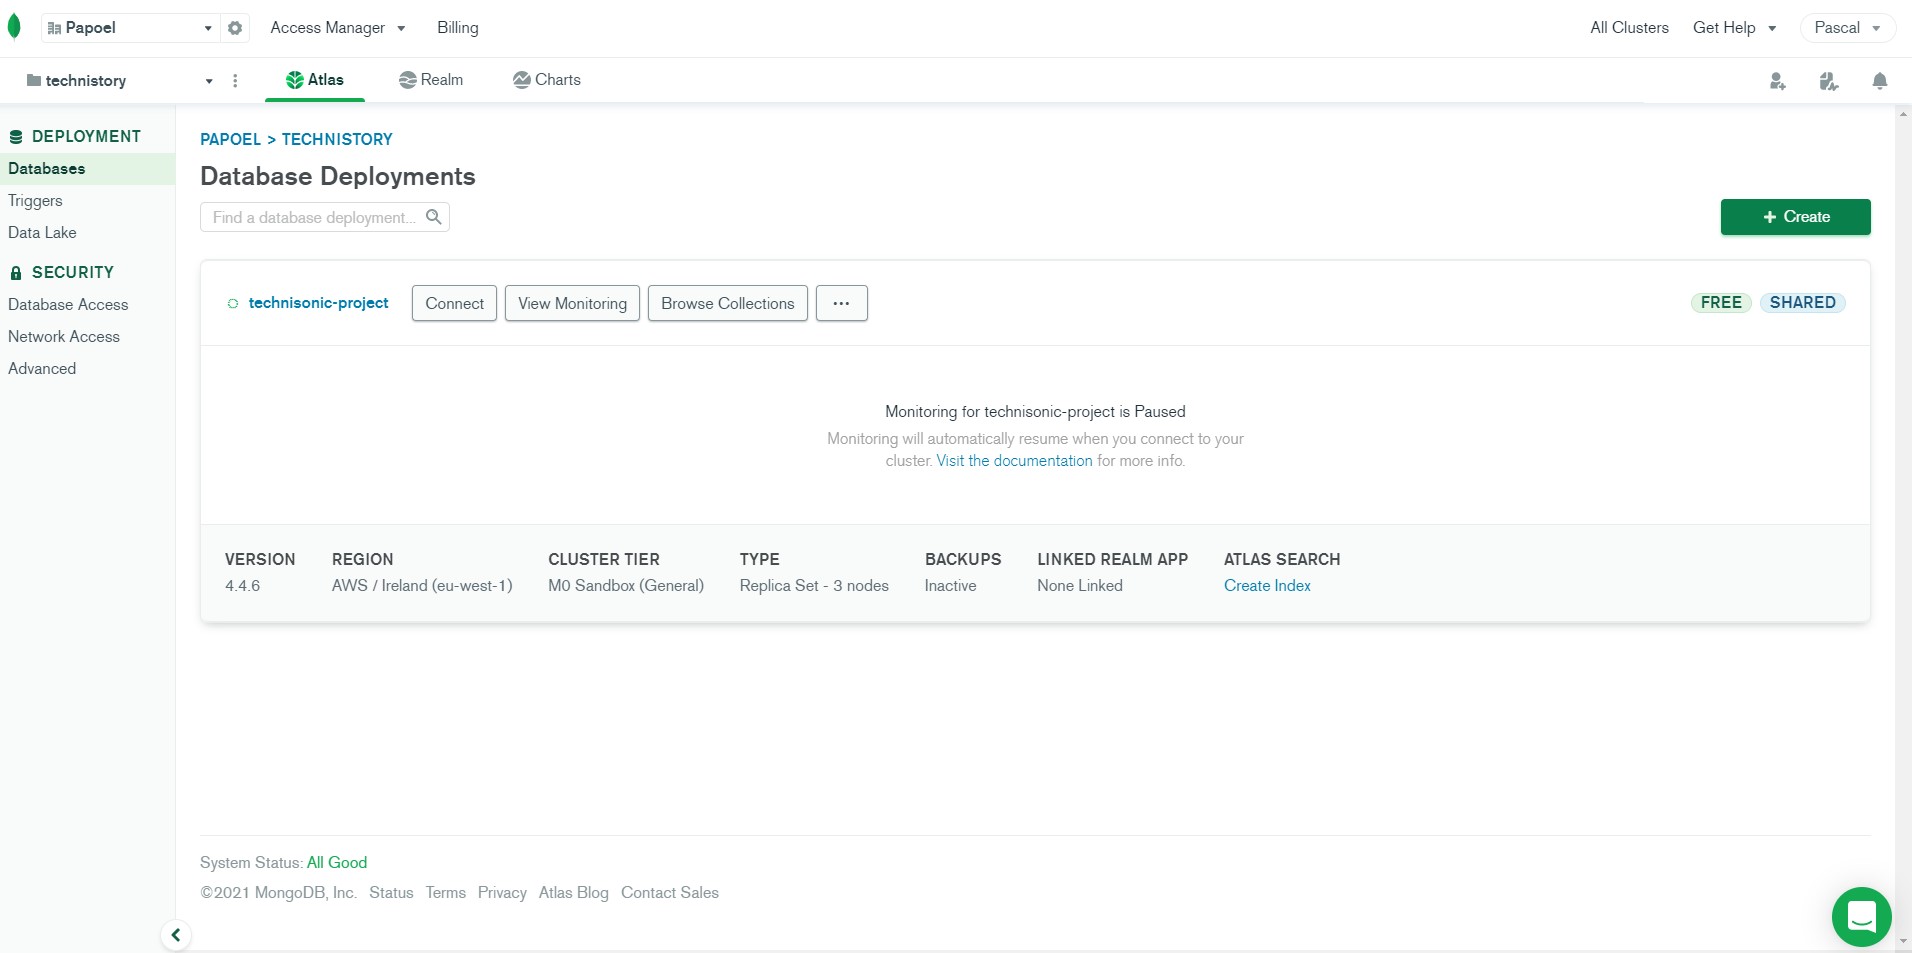 Papoel
Access Manager
Billing
All Clusters
Get Help
Pascal
technistory
Atlas
Realm
Charts
DEPLOYMENT
Databases
Triggers
Data Lake
SECURITY
Database Access
Network Access
Advanced
PAPOEL > TECHNISTORY
Database Deployments
Find a database deployment...
+ Create
technisonic-project
Connect
View Monitoring
Browse Collections
...
FREE
SHARED
Monitoring for technisonic-project is Paused
Monitoring will automatically resume when you connect to your
cluster. Visit the documentation for more info.
VERSION
4.4.6
REGION
AWS / Ireland (eu-west-1)
CLUSTER TIER
M0 Sandbox (General)
TYPE
Replica Set - 3 nodes
BACKUPS
Inactive
LINKED REALM APP
None Linked
ATLAS SEARCH
Create Index
System Status: All Good
©2021 MongoDB, Inc. Status Terms Privacy Atlas Blog Contact Sales